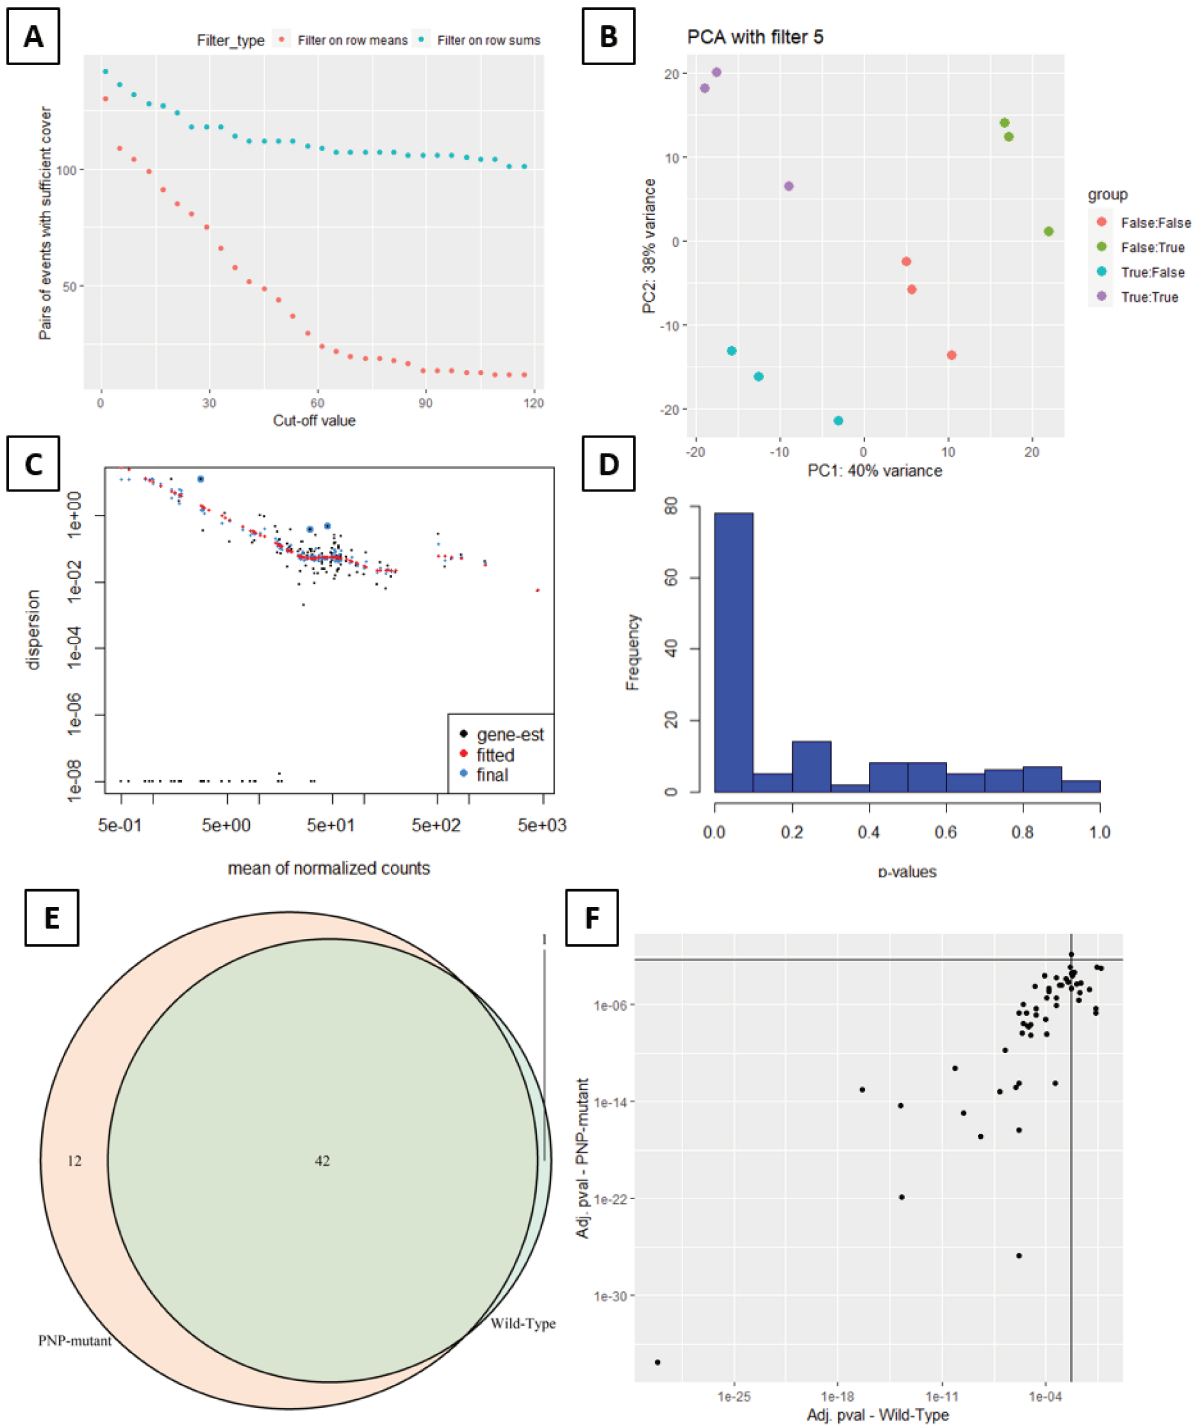 A
Filter_type Filter on row means Filter on row sums
Pairs of events with sufficient cover
100
50
0 30 60 90 120
Cut-off value
B
PCA with filter 5
PC2: 38% variance
20
10
0
-10
-20
-20 -10 0 10 20
PC1: 40% variance
group
False:False
False:True
True:False
True:True
C
dispersion
1e+00
1e-02
1e-04
1e-06
1e-08
gene-est
fitted
final
5e-01 5e+00 5e+01 5e+02 5e+03
mean of normalized counts
D
Frequency
80
60
40
20
0
0.0 0.2 0.4 0.6 0.8 1.0
p-values
E
1
12
42
PNP-mutant
Wild-Type
F
Adj. pval - PNP-mutant
1e-06
1e-14
1e-22
1e-30
1e-25 1e-18 1e-11 1e-04
Adj. pval - Wild-Type